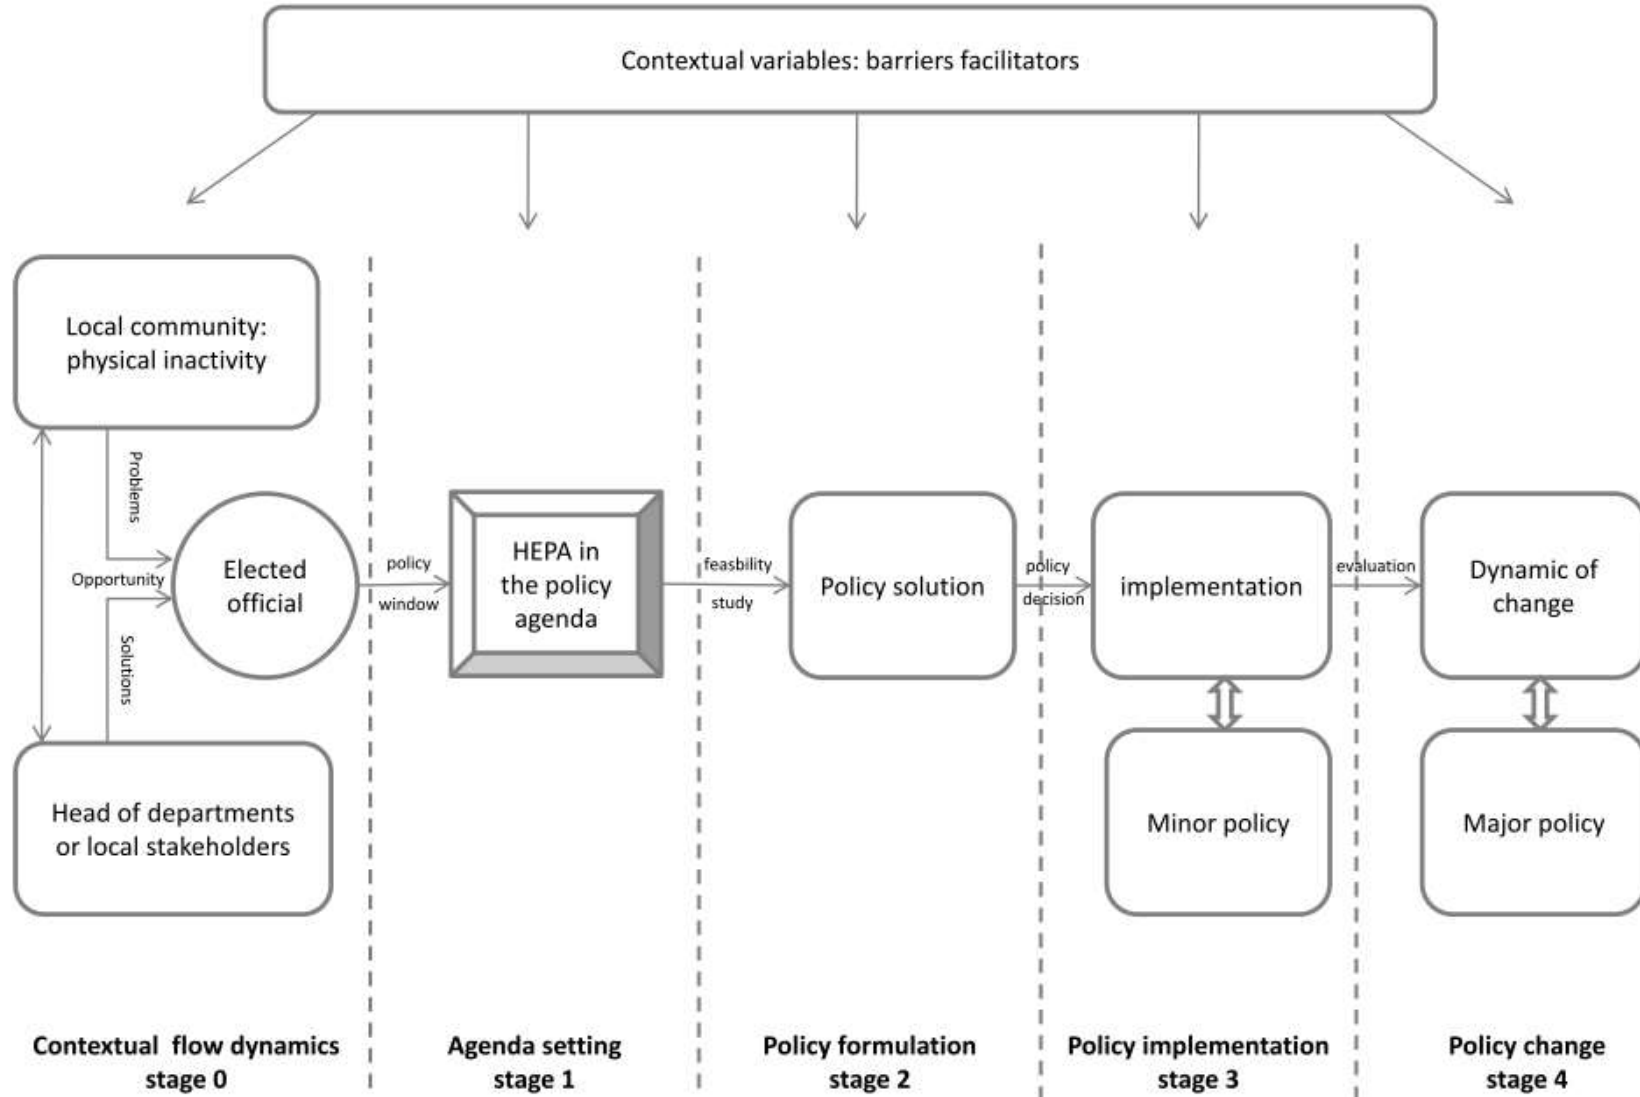 Contextual variables: barriers facilitators
Local community:
physical inactivity
Problems
Opportunity
Solutions
Elected
official
Head of departments
or local stakeholders
policy
window
HEPA in
the policy
agenda
feasbility
study
Policy solution
policy
decision
implementation
Minor policy
evaluation
Dynamic of
change
Major policy
Contextual flow dynamics
stage 0
Agenda setting
stage 1
Policy formulation
stage 2
Policy implementation
stage 3
Policy change
stage 4